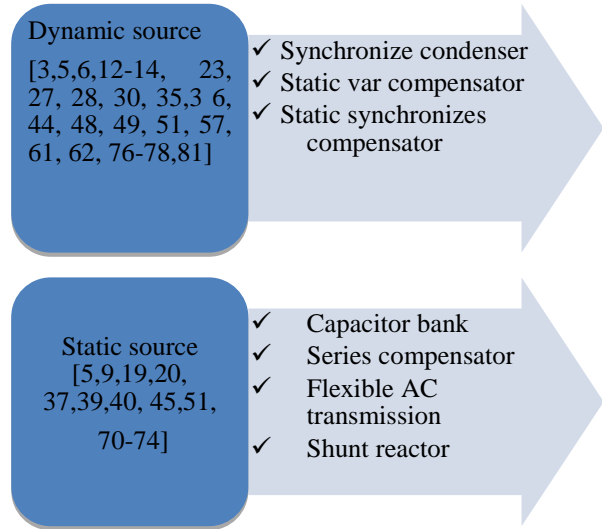 Dynamic source
[3,5,6,12-14, 23,
27, 28, 30, 35,3 6,
44, 48, 49, 51, 57,
61, 62, 76-78,81]
✓ Synchronize condenser
✓ Static var compensator
✓ Static synchronizes
compensator
Static source
[5,9,19,20,
37,39,40, 45,51,
70-74]
✓ Capacitor bank
✓ Series compensator
✓ Flexible AC
transmission
✓ Shunt reactor